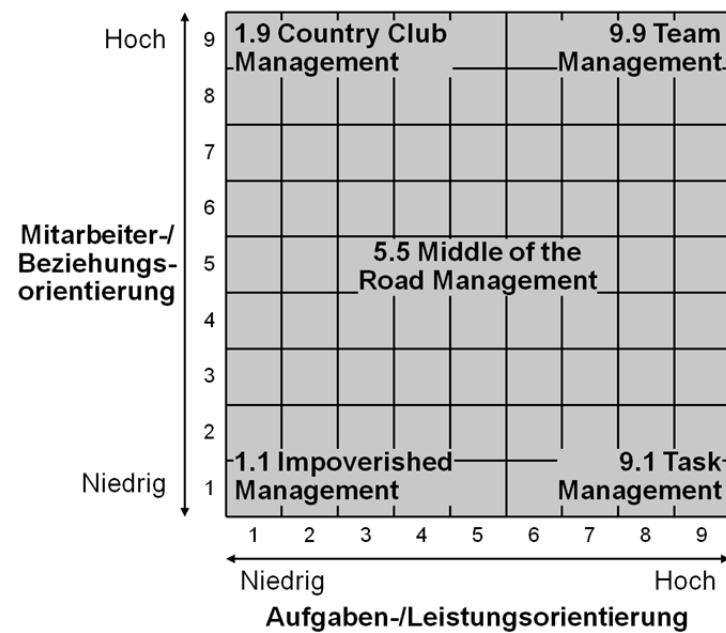 Hoch
9
1.9 Country Club
Management
9.9 Team
Management
8
7
6
Mitarbeiter-/
Beziehungs-
orientierung
5
5.5 Middle of the
Road Management
4
3
2
Niedrig
1
1.1 Impoverished
Management
9.1 Task
Management
1 2 3 4 5 6 7 8 9
Niedrig Hoch
Aufgaben-/Leistungsorientierung